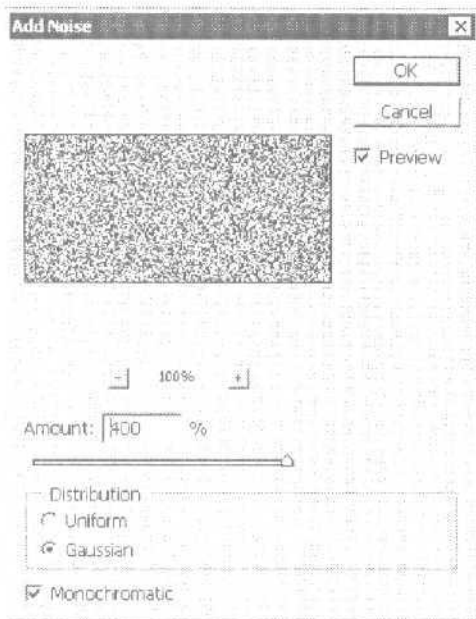 Add Noise
OK
Cancel
Preview
- 100% +
Amount: 400 %
Distribution
Uniform
Gaussian
Monochromatic